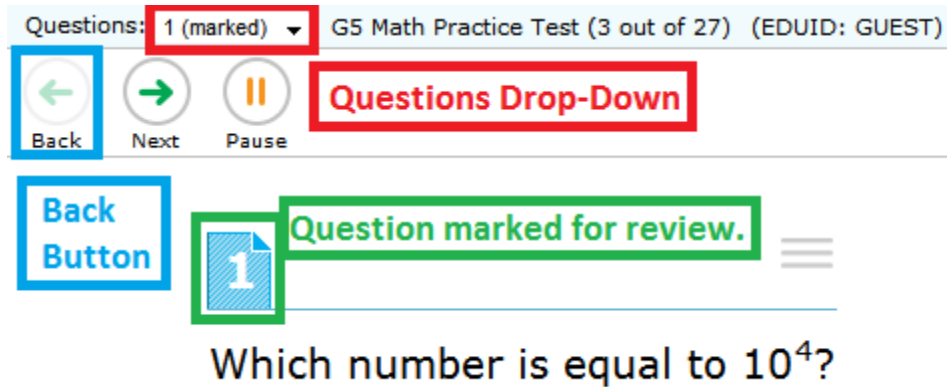 Questions: 1 (marked) G5 Math Practice Test (3 out of 27) (EDUID: GUEST)
Back Next Pause
Questions Drop-Down
Back
Button
Question marked for review.
1
Which number is equal to 10⁴?